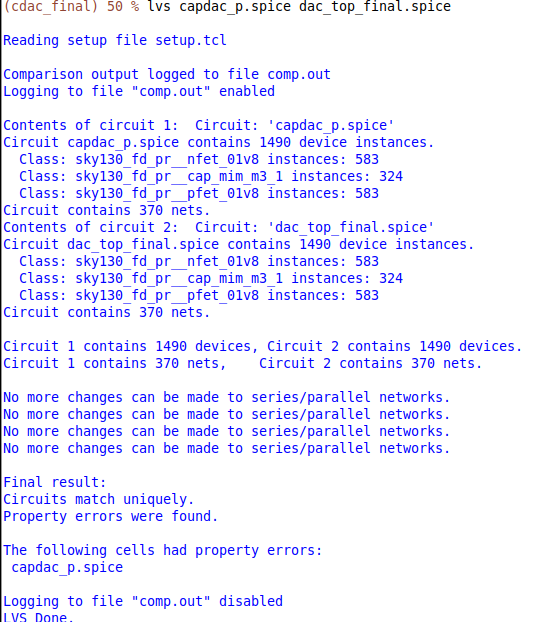 (cdac_final) 50 % lvs capdac_p.spice dac_top_final.spice
Reading setup file setup.tcl
Comparison output logged to file comp.out
Logging to file "comp.out" enabled
Contents of circuit 1:  Circuit: 'capdac_p.spice'
Circuit capdac_p.spice contains 1490 device instances.
  Class: sky130_fd_pr__nfet_01v8 instances: 583
  Class: sky130_fd_pr__cap_mim_m3_1 instances: 324
  Class: sky130_fd_pr__pfet_01v8 instances: 583
Circuit contains 370 nets.
Contents of circuit 2:  Circuit: 'dac_top_final.spice'
Circuit dac_top_final.spice contains 1490 device instances.
  Class: sky130_fd_pr__nfet_01v8 instances: 583
  Class: sky130_fd_pr__cap_mim_m3_1 instances: 324
  Class: sky130_fd_pr__pfet_01v8 instances: 583
Circuit contains 370 nets.
Circuit 1 contains 1490 devices, Circuit 2 contains 1490 devices.
Circuit 1 contains 370 nets,    Circuit 2 contains 370 nets.
No more changes can be made to series/parallel networks.
No more changes can be made to series/parallel networks.
No more changes can be made to series/parallel networks.
No more changes can be made to series/parallel networks.
Final result:
Circuits match uniquely.
Property errors were found.
The following cells had property errors:
 capdac_p.spice
Logging to file "comp.out" disabled
LVS Done.